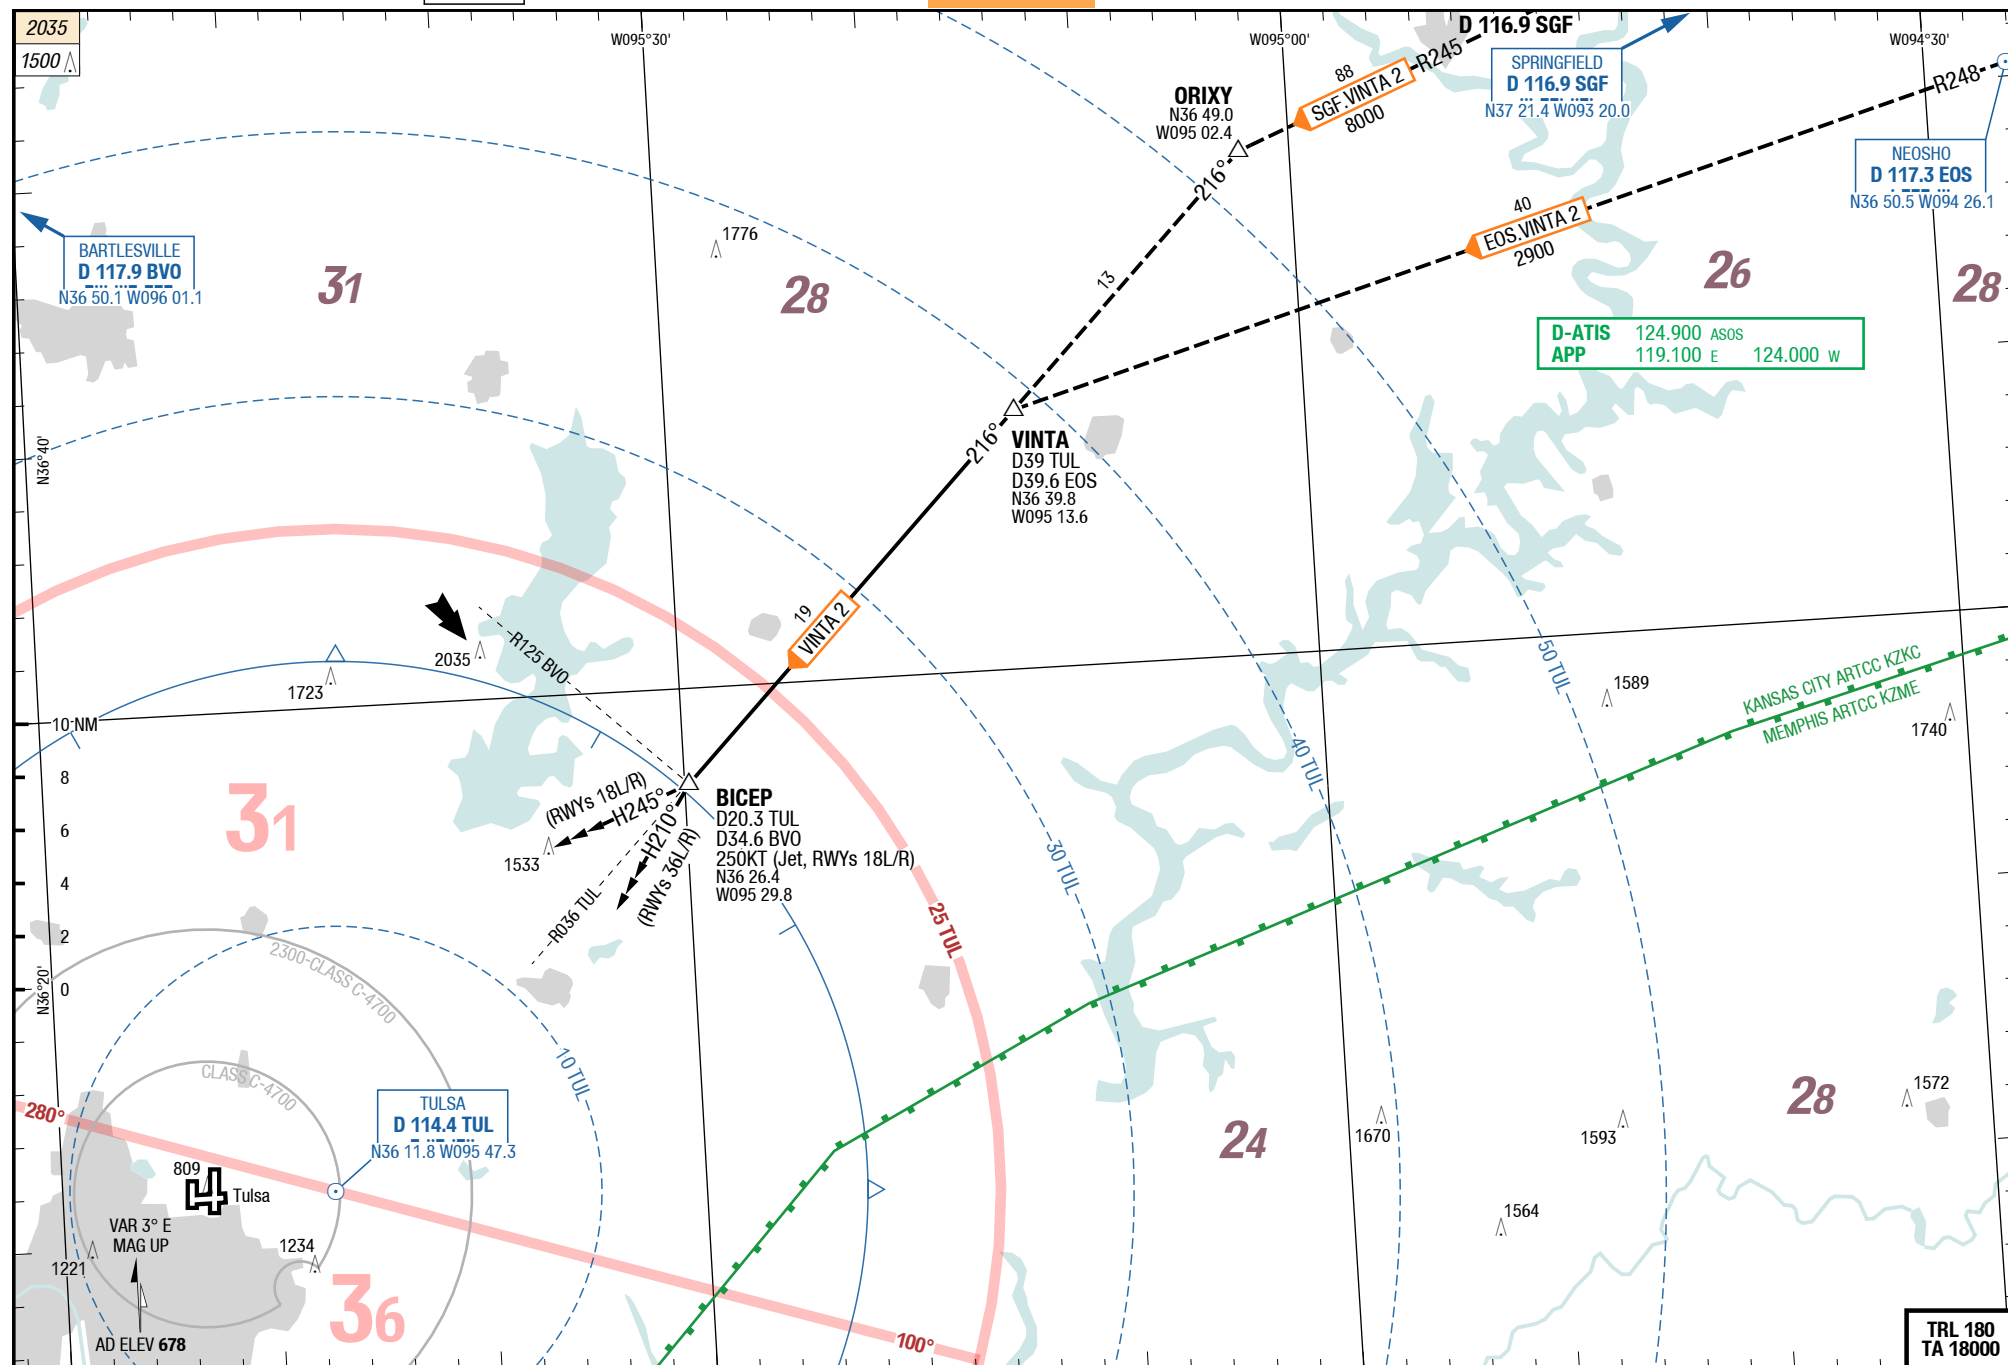 2035
1500
W095°30'
W095°00'
W094°30'
D 116.9 SGF
R245
88
SGF.VINTA 2
8000
SPRINGFIELD
D 116.9 SGF
N37 21.4 W093 20.0
R248
NEOSHO
D 117.3 EOS
N36 50.5 W094 26.1
ORIXY
N36 49.0
W095 02.4
216°
13
40
EOS.VINTA 2
2900
BARTLESVILLE
D 117.9 BVO
N36 50.1 W096 01.1
31
1776
28
26
28
D-ATIS 124.900 ASOS
APP 119.100 E 124.000 W
N36°40'
216°
VINTA
D39 TUL
D39.6 EOS
N36 39.8
W095 13.6
19
VINTA 2
2035
R125 BVO
1723
50 TUL
1589
KANSAS CITY ARTCC KZKC
MEMPHIS ARTCC KZME
1740
10 NM
8
6
4
2
0
N36°20'
40 TUL
31
(RWYs 18L/R)
H245°
H210°
(RWYs 36L/R)
1533
R036 TUL
BICEP
D20.3 TUL
D34.6 BVO
250KT (Jet, RWYs 18L/R)
N36 26.4
W095 29.8
30 TUL
25 TUL
2300-CLASS C-4700
CLASS C-4700
10 TUL
280°
TULSA
D 114.4 TUL
N36 11.8 W095 47.3
809
Tulsa
VAR 3° E
MAG UP
1221
1234
AD ELEV 678
36
100°
24
1670
1593
28
1572
1564
TRL 180
TA 18000